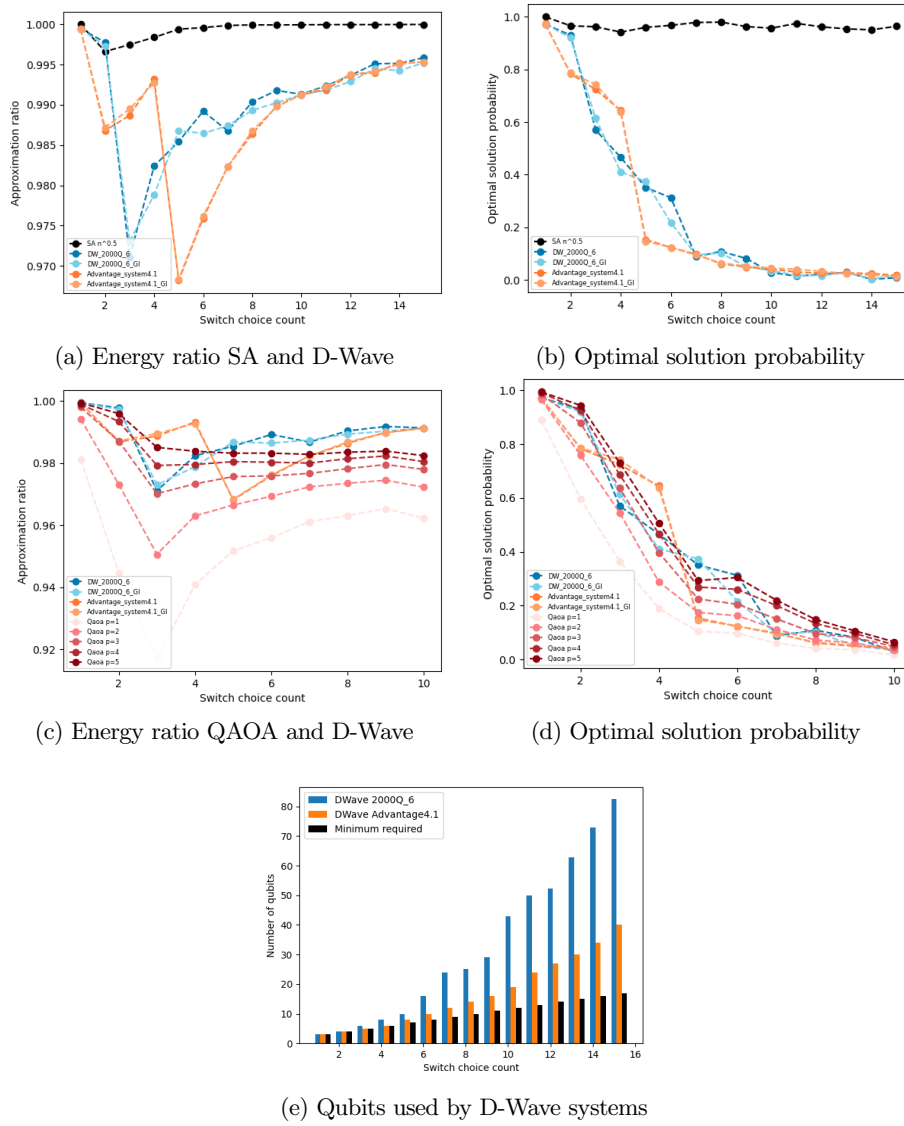 1.000
0.995
0.990
0.985
0.980
0.975
0.970
Approximation ratio
SA n^0.5
DW_2000Q_6
DW_2000Q_6_GI
Advantage_system4.1
Advantage_system4.1_GI
2 4 6 8 10 12 14
Switch choice count
(a) Energy ratio SA and D-Wave
1.0
0.8
0.6
0.4
0.2
0.0
Optimal solution probability
SA n^0.5
DW_2000Q_6
DW_2000Q_6_GI
Advantage_system4.1
Advantage_system4.1_GI
2 4 6 8 10 12 14
Switch choice count
(b) Optimal solution probability
1.00
0.98
0.96
0.94
0.92
Approximation ratio
DW_2000Q_6
DW_2000Q_6_GI
Advantage_system4.1
Advantage_system4.1_GI
Qaoa p=1
Qaoa p=2
Qaoa p=3
Qaoa p=4
Qaoa p=5
2 4 6 8 10
Switch choice count
(c) Energy ratio QAOA and D-Wave
1.0
0.8
0.6
0.4
0.2
0.0
Optimal solution probability
DW_2000Q_6
DW_2000Q_6_GI
Advantage_system4.1
Advantage_system4.1_GI
Qaoa p=1
Qaoa p=2
Qaoa p=3
Qaoa p=4
Qaoa p=5
2 4 6 8 10
Switch choice count
(d) Optimal solution probability
80
70
60
50
40
30
20
10
0
Number of qubits
DWave 2000Q_6
DWave Advantage4.1
Minimum required
2 4 6 8 10 12 14 16
Switch choice count
(e) Qubits used by D-Wave systems